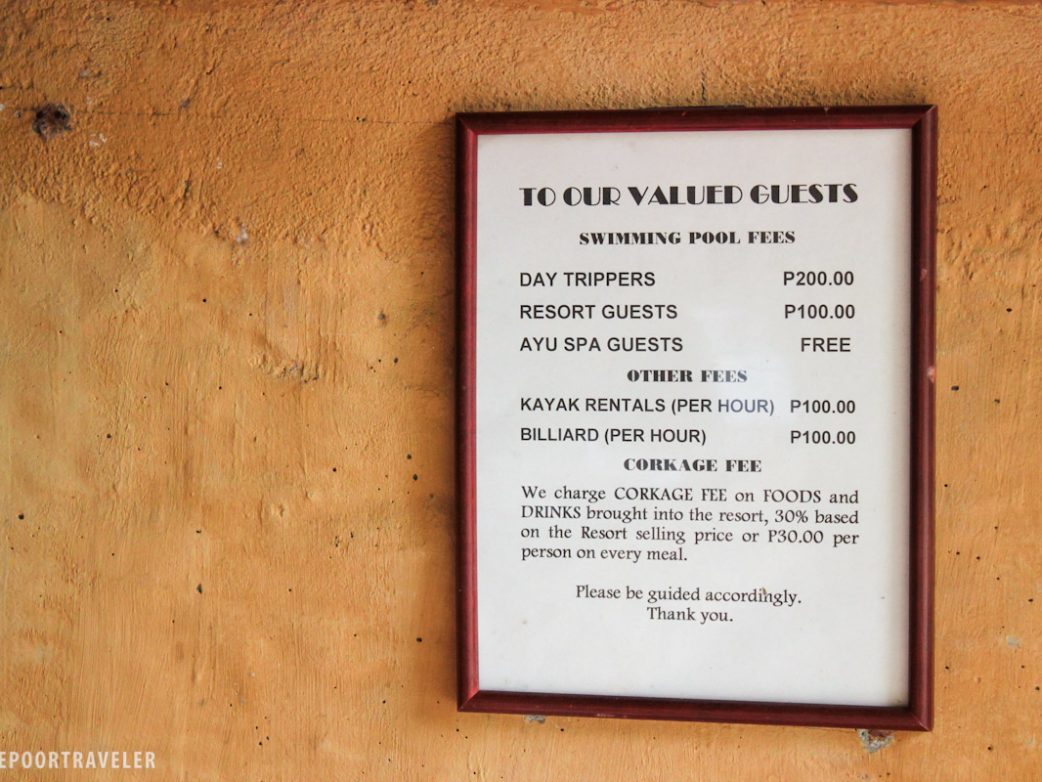 TO OUR VALUED GUESTS
SWIMMING POOL FEES
DAY TRIPPERS P200.00
RESORT GUESTS P100.00
AYU SPA GUESTS FREE
OTHER FEES
KAYAK RENTALS (PER HOUR) P100.00
BILLIARD (PER HOUR) P100.00
CORKAGE FEE
We charge CORKAGE FEE on FOODS and
DRINKS brought into the resort, 30% based
on the Resort selling price or P30.00 per
person on every meal.
Please be guided accordingly.
Thank you.
EPOORTRAVELER